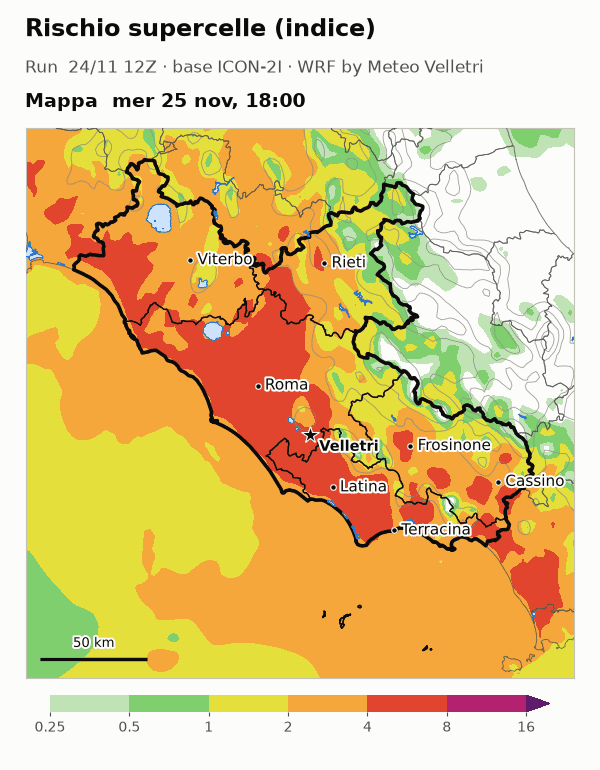 Rischio supercelle (indice)
Run  24/11 12Z · base ICON-2I · WRF by Meteo Velletri
Mappa  mer 25 nov, 18:00
Viterbo
Rieti
Roma
Velletri
Frosinone
Cassino
Latina
Terracina
50 km
0.25 0.5 1 2 4 8 16